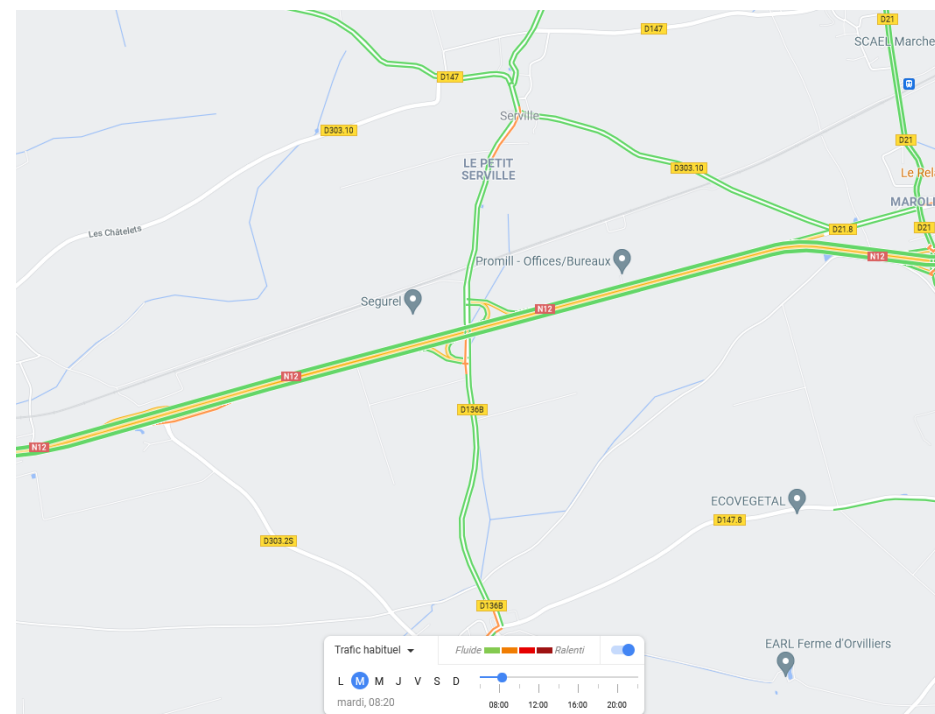 D21
D147
SCAEL Marche
D147
Serville
D303.10
D21
LE PETIT
SERVILLE
D303.10
Le Rel
MAROLL
Les Châtelets
D21.8
D21
Promill - Offices/Bureaux
N12
Segurel
N12
N12
D136B
N12
ECOVEGETAL
D147.8
D303.2S
D136B
EARL Ferme d'Orvilliers
Trafic habituel
Fluide
Ralenti
L M M J V S D
mardi, 08:20
08:00 12:00 16:00 20:00